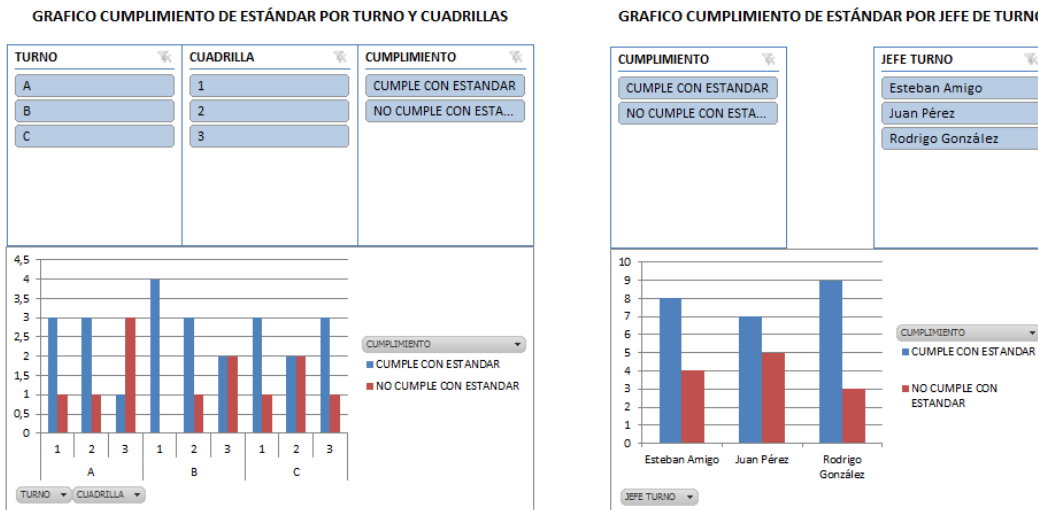 GRAFICO CUMPLIMIENTO DE ESTÁNDAR POR TURNO Y CUADRILLAS
TURNO
A
B
C
CUADRILLA
1
2
3
CUMPLIMIENTO
CUMPLE CON ESTANDAR
NO CUMPLE CON ESTA...
4,5
4
3,5
3
2,5
2
1,5
1
0,5
0
1 2 3 1 2 3 1 2 3
A B C
TURNO CUADRILLA
CUMPLIMIENTO
CUMPLE CON ESTANDAR
NO CUMPLE CON ESTANDAR
GRAFICO CUMPLIMIENTO DE ESTÁNDAR POR JEFE DE TURNO
CUMPLIMIENTO
CUMPLE CON ESTANDAR
NO CUMPLE CON ESTA...
JEFE TURNO
Esteban Amigo
Juan Pérez
Rodrigo González
10
9
8
7
6
5
4
3
2
1
0
Esteban Amigo Juan Pérez Rodrigo
González
JEFE TURNO
CUMPLIMIENTO
CUMPLE CON ESTANDAR
NO CUMPLE CON
ESTANDAR